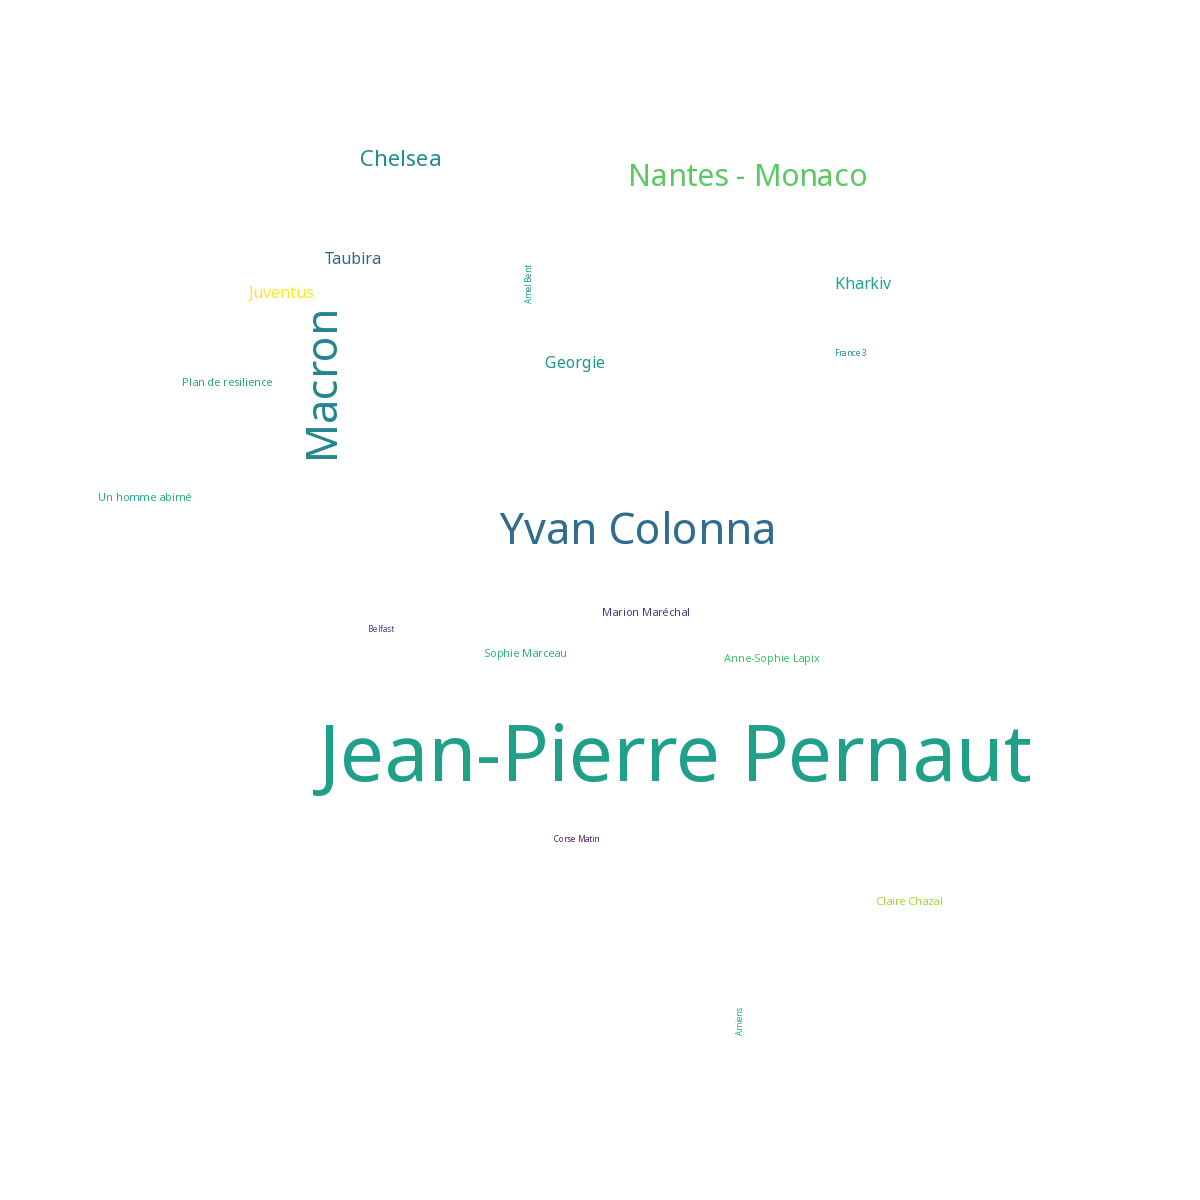 Chelsea
Nantes - Monaco
Taubira
Amel Bent
Kharkiv
Juventus
Macron
France 3
Georgie
Plan de resilience
Un homme abimé
Yvan Colonna
Marion Maréchal
Belfast
Sophie Marceau
Anne-Sophie Lapix
Jean-Pierre Pernaut
Corse Matin
Claire Chazal
Amiens